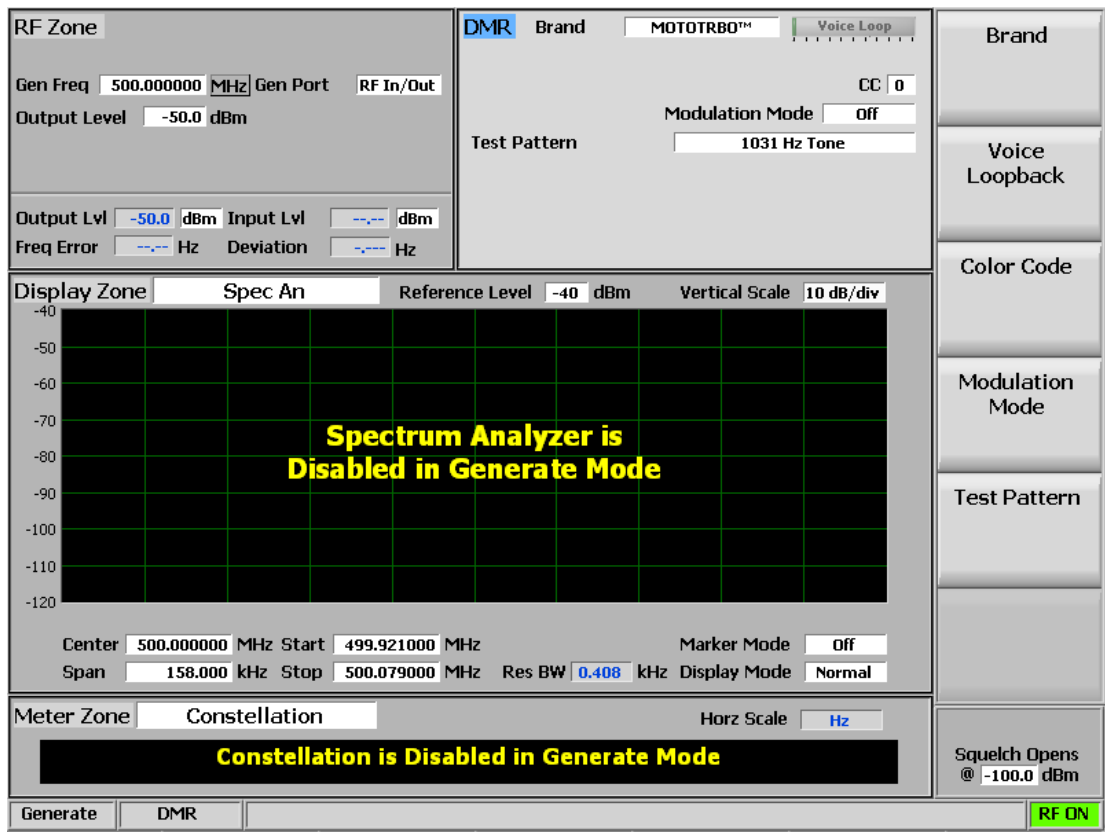 RF Zone
Gen Freq 500.000000 MHz Gen Port RF In/Out
Output Level -50.0 dBm
Output Lvl -50.0 dBm Input Lvl --.-- dBm
Freq Error --.-- Hz Deviation -.--- Hz
DMR Brand MOTOTRBO™ Voice Loop
CC 0
Modulation Mode Off
Test Pattern 1031 Hz Tone
Display Zone Spec An Reference Level -40 dBm Vertical Scale 10 dB/div
-40
-50
-60
-70
-80
-90
-100
-110
-120
Spectrum Analyzer is
Disabled in Generate Mode
Center 500.000000 MHz Start 499.921000 MHz Marker Mode Off
Span 158.000 kHz Stop 500.079000 MHz Res BW 0.408 kHz Display Mode Normal
Meter Zone Constellation Horz Scale Hz
Constellation is Disabled in Generate Mode
Brand
Voice
Loopback
Color Code
Modulation
Mode
Test Pattern
Squelch Opens
@ -100.0 dBm
Generate DMR RF ON